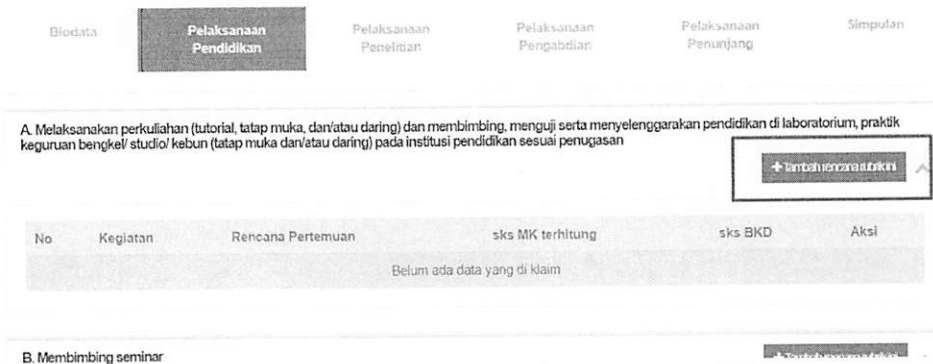 Biodata
Pelaksanaan
Pendidikan
Pelaksanaan
Penelitian
Pelaksanaan
Pengabdian
Pelaksanaan
Penunjang
Simpulan
A. Melaksanakan perkuliahan (tutorial, tatap muka, dan/atau daring) dan membimbing, menguji serta menyelenggarakan pendidikan di laboratorium, praktik
keguruan bengkel/ studio/ kebun (tatap muka dan/atau daring) pada institusi pendidikan sesuai penugasan
+ Tambah rencana rubrik ini
No Kegiatan Rencana Pertemuan sks MK terhitung sks BKD Aksi
Belum ada data yang di klaim
B. Membimbing seminar